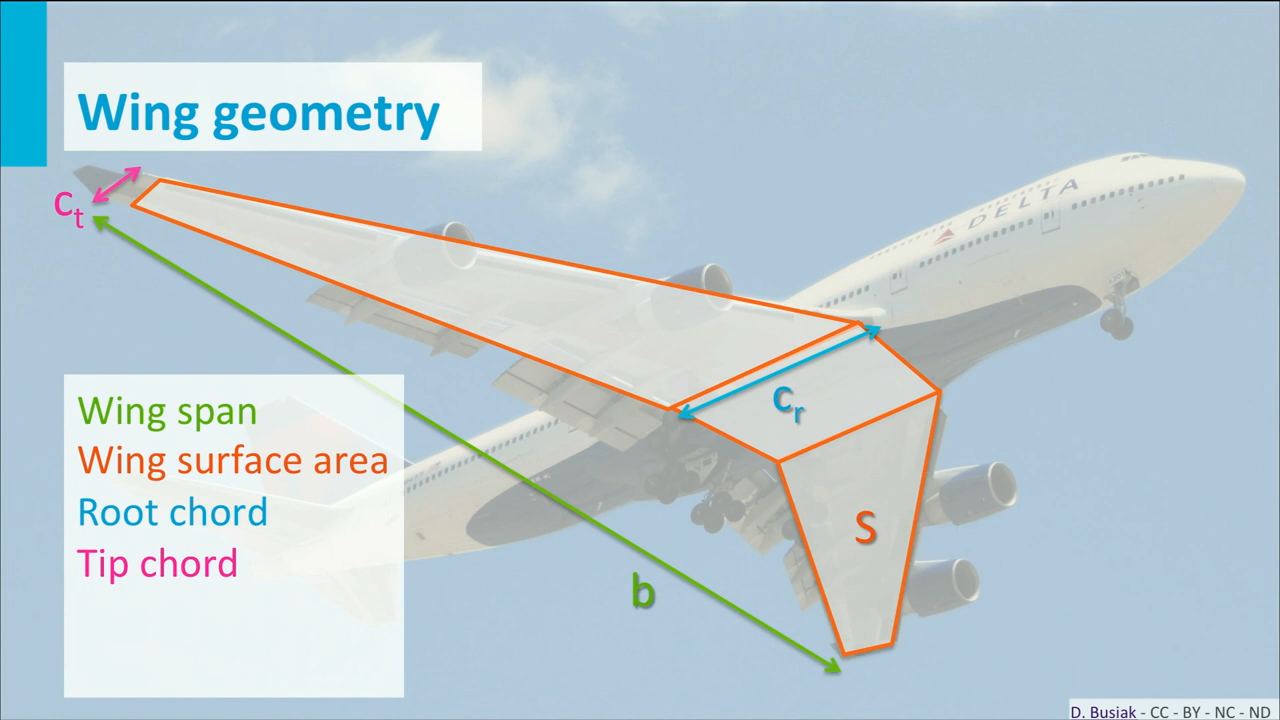 Wing geometry
c_t
DELTA
Wing span
Wing surface area
Root chord
Tip chord
c_r
S
b
D. Busiak - CC - BY - NC - ND